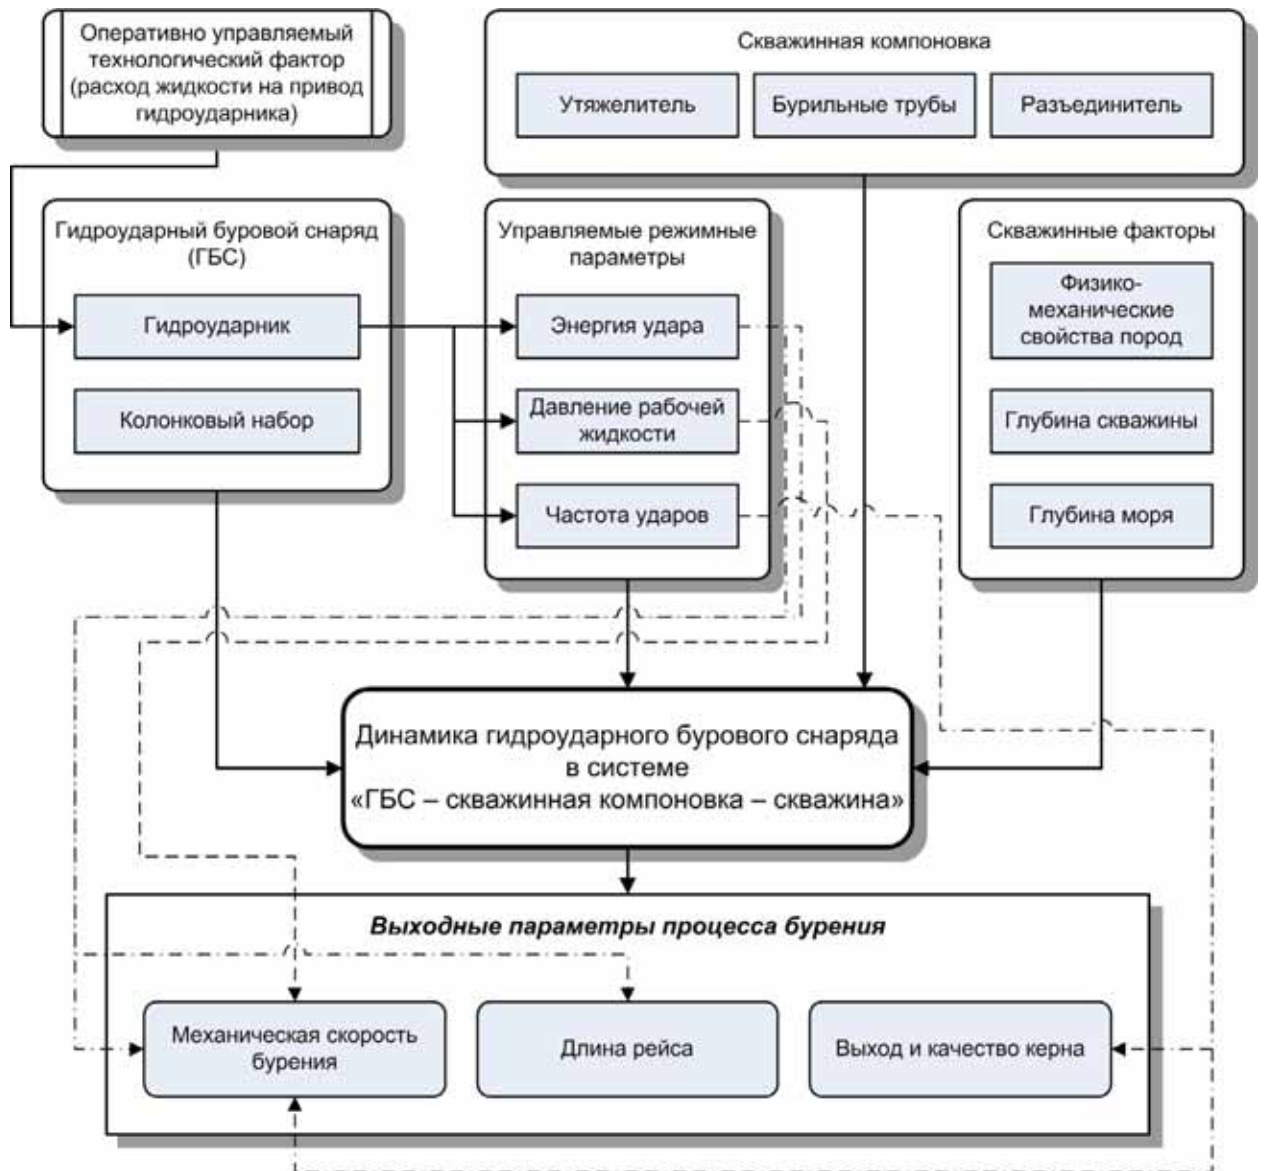 Оперативно управляемый
технологический фактор
(расход жидкости на привод
гидроударника)
Скважинная компоновка
Утяжелитель
Бурильные трубы
Разъединитель
Гидроударный буровой снаряд
(ГБС)
Гидроударник
Колонковый набор
Управляемые режимные
параметры
Энергия удара
Давление рабочей
жидкости
Частота ударов
Скважинные факторы
Физико-
механические
свойства пород
Глубина скважины
Глубина моря
Динамика гидроударного бурового снаряда
в системе
«ГБС – скважинная компоновка – скважина»
Выходные параметры процесса бурения
Механическая скорость
бурения
Длина рейса
Выход и качество керна